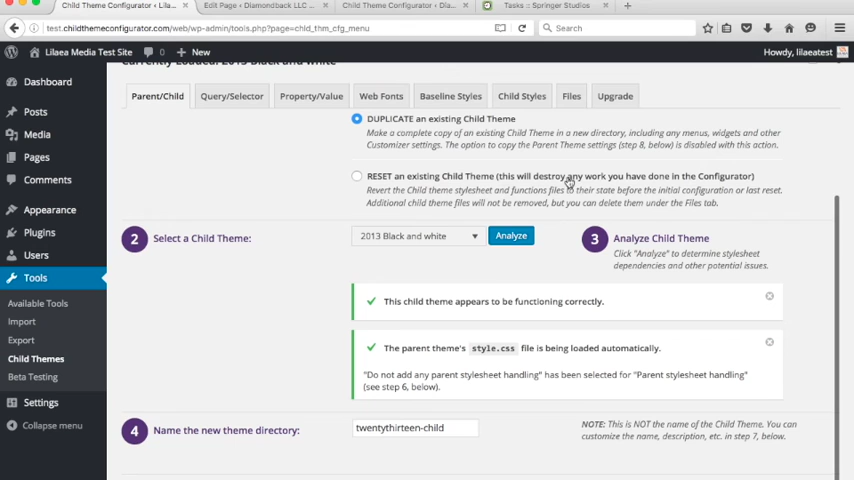 Child Theme Configurator ‹ Lilaea... ×
Edit Page ‹ Diamondback LLC ... ×
Child Theme Configurator ‹ Da... ×
Tasks :: Springer Studios ×
test.childthemeconfigurator.com/web/wp-admin/tools.php?page=chld_thm_cfg_menu
Search
Lilaea Media Test Site
0
+ New
Howdy, lilaeatest
Dashboard
Posts
Media
Pages
Comments
Appearance
Plugins
Users
Tools
Available Tools
Import
Export
Child Themes
Beta Testing
Settings
Collapse menu
Currently Loaded: 2013 Black and white
Parent/Child
Query/Selector
Property/Value
Web Fonts
Baseline Styles
Child Styles
Files
Upgrade
DUPLICATE an existing Child Theme
Make a complete copy of an existing Child Theme in a new directory, including any menus, widgets and other
Customizer settings. The option to copy the Parent Theme settings (step 8, below) is disabled with this action.
RESET an existing Child Theme (this will destroy any work you have done in the Configurator)
Revert the Child theme stylesheet and functions files to their state before the initial configuration or last reset.
Additional child theme files will not be removed, but you can delete them under the Files tab.
2
Select a Child Theme:
2013 Black and white
Analyze
3
Analyze Child Theme
Click "Analyze" to determine stylesheet
dependencies and other potential issues.
This child theme appears to be functioning correctly.
The parent theme's style.css file is being loaded automatically.
"Do not add any parent stylesheet handling" has been selected for "Parent stylesheet handling"
(see step 6, below).
4
Name the new theme directory:
twentythirteen-child
NOTE: This is NOT the name of the Child Theme. You can
customize the name, description, etc. in step 7, below.